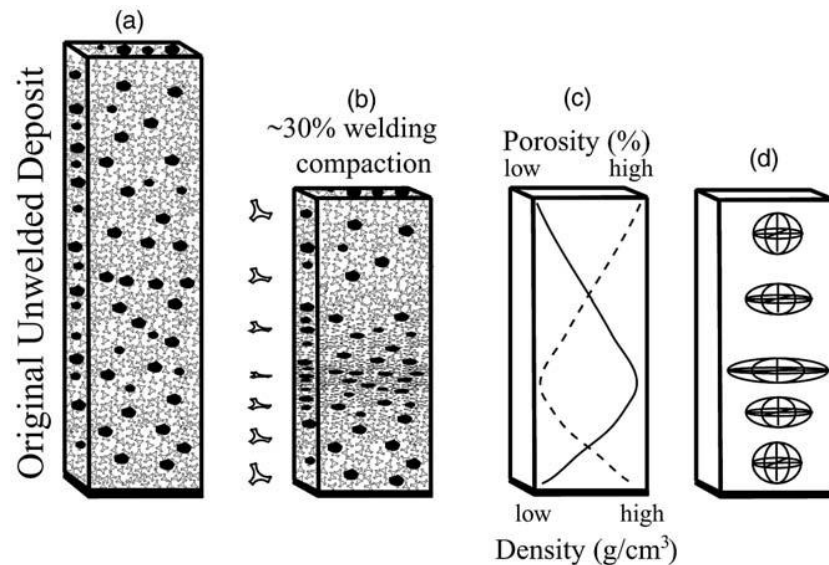 (a)
Original Unwelded Deposit
(b)
~30% welding
compaction
(c)
Porosity (%)
low high
low high
Density (g/cm³)
(d)